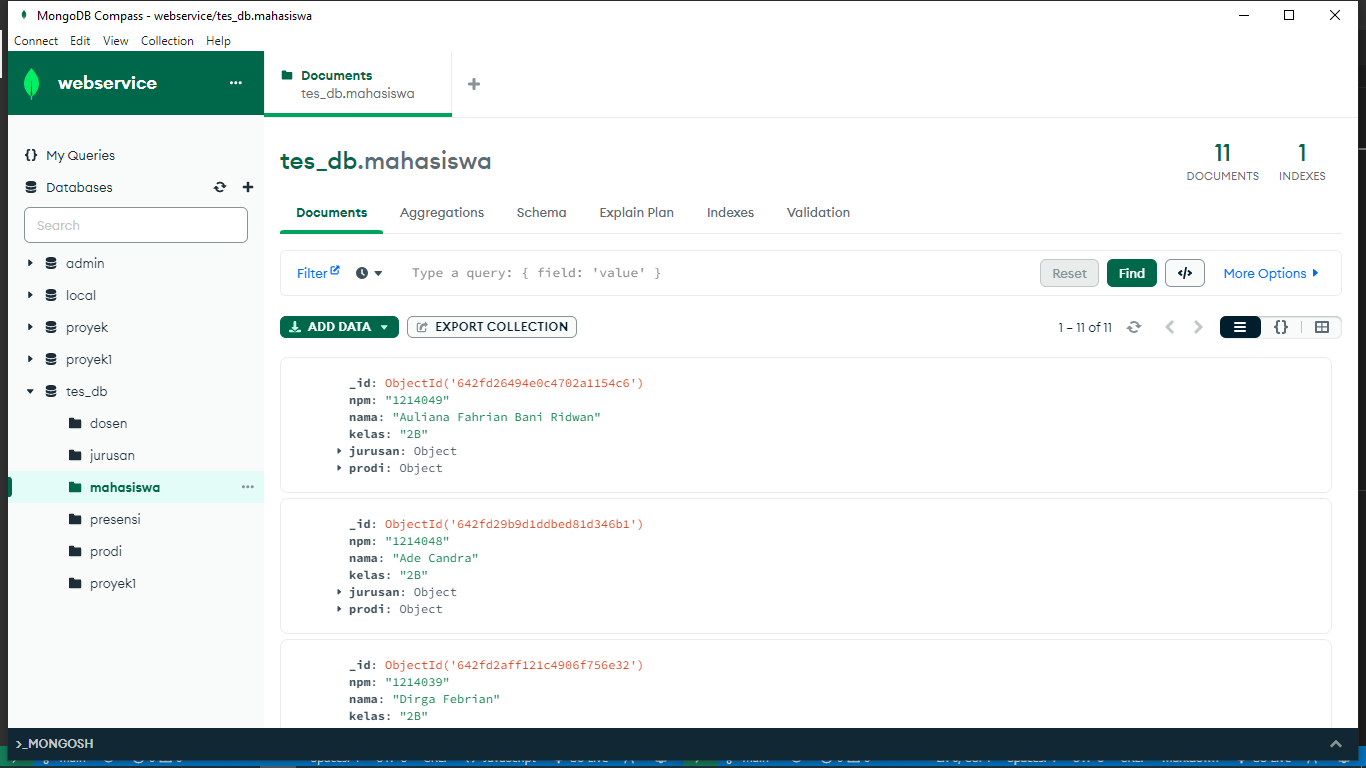 MongoDB Compass - webservice/tes_db.mahasiswa
Connect Edit View Collection Help
webservice
Documents
tes_db.mahasiswa
My Queries
Databases
Search
admin
local
proyek
proyek1
tes_db
dosen
jurusan
mahasiswa
presensi
prodi
proyek1
tes_db.mahasiswa
11
DOCUMENTS
1
INDEXES
Documents Aggregations Schema Explain Plan Indexes Validation
Filter Type a query: { field: 'value' } Reset Find </> More Options
ADD DATA EXPORT COLLECTION 1 – 11 of 11 {}
_id: ObjectId('642fd26494e0c4702a1154c6')
npm: "1214049"
nama: "Auliana Fahrian Bani Ridwan"
kelas: "2B"
jurusan: Object
prodi: Object
_id: ObjectId('642fd29b9d1ddbed81d346b1')
npm: "1214048"
nama: "Ade Candra"
kelas: "2B"
jurusan: Object
prodi: Object
_id: ObjectId('642fd2aff121c4906f756e32')
npm: "1214039"
nama: "Dirga Febrian"
kelas: "2B"
>_MONGOSH